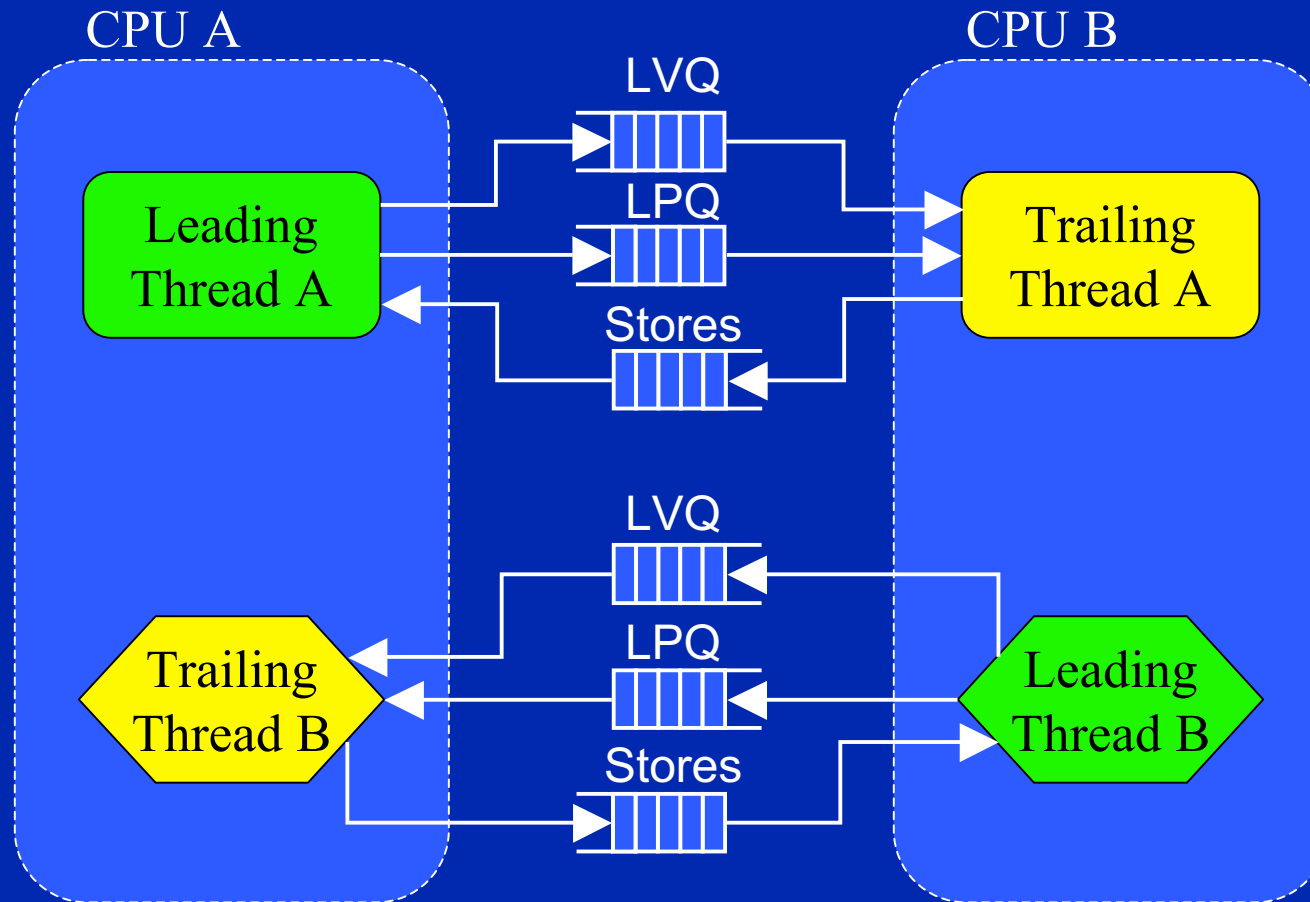 CPU A
CPU B
LVQ
LPQ
Leading
Thread A
Trailing
Thread A
Stores
LVQ
LPQ
Trailing
Thread B
Leading
Thread B
Stores